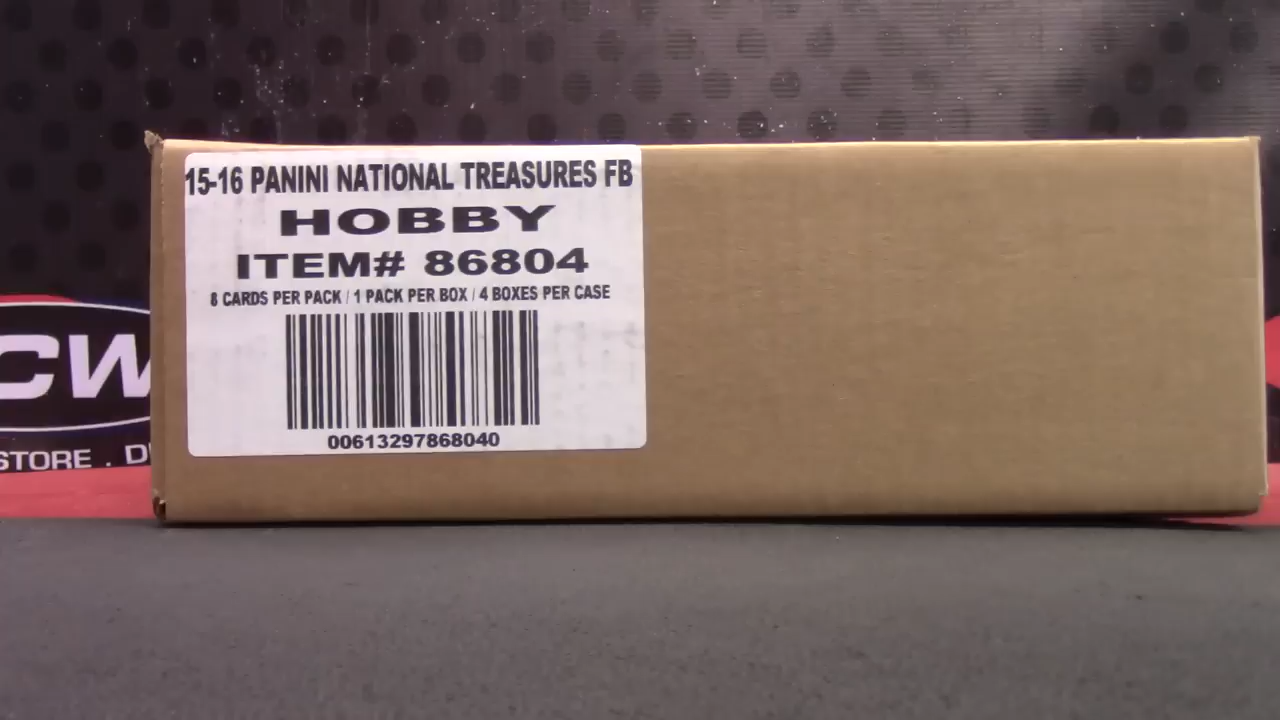 15-16 PANINI NATIONAL TREASURES FB
HOBBY
ITEM# 86804
8 CARDS PER PACK / 1 PACK PER BOX / 4 BOXES PER CASE
00613297868040
CW
STORE . D